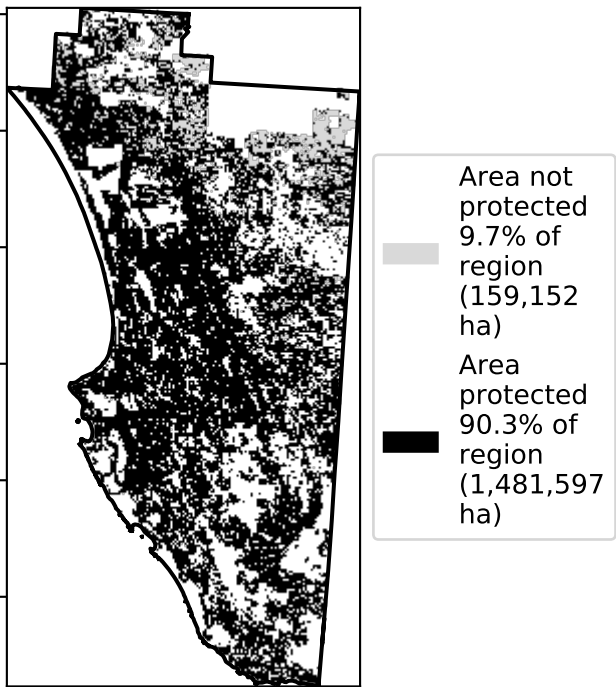 Area not
protected
9.7% of
region
(159,152
ha)
Area
protected
90.3% of
region
(1,481,597
ha)